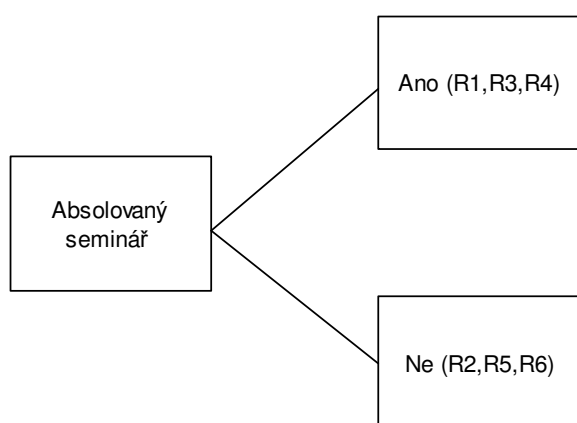 Ano (R1,R3,R4)
Absolovaný
seminář
Ne (R2,R5,R6)